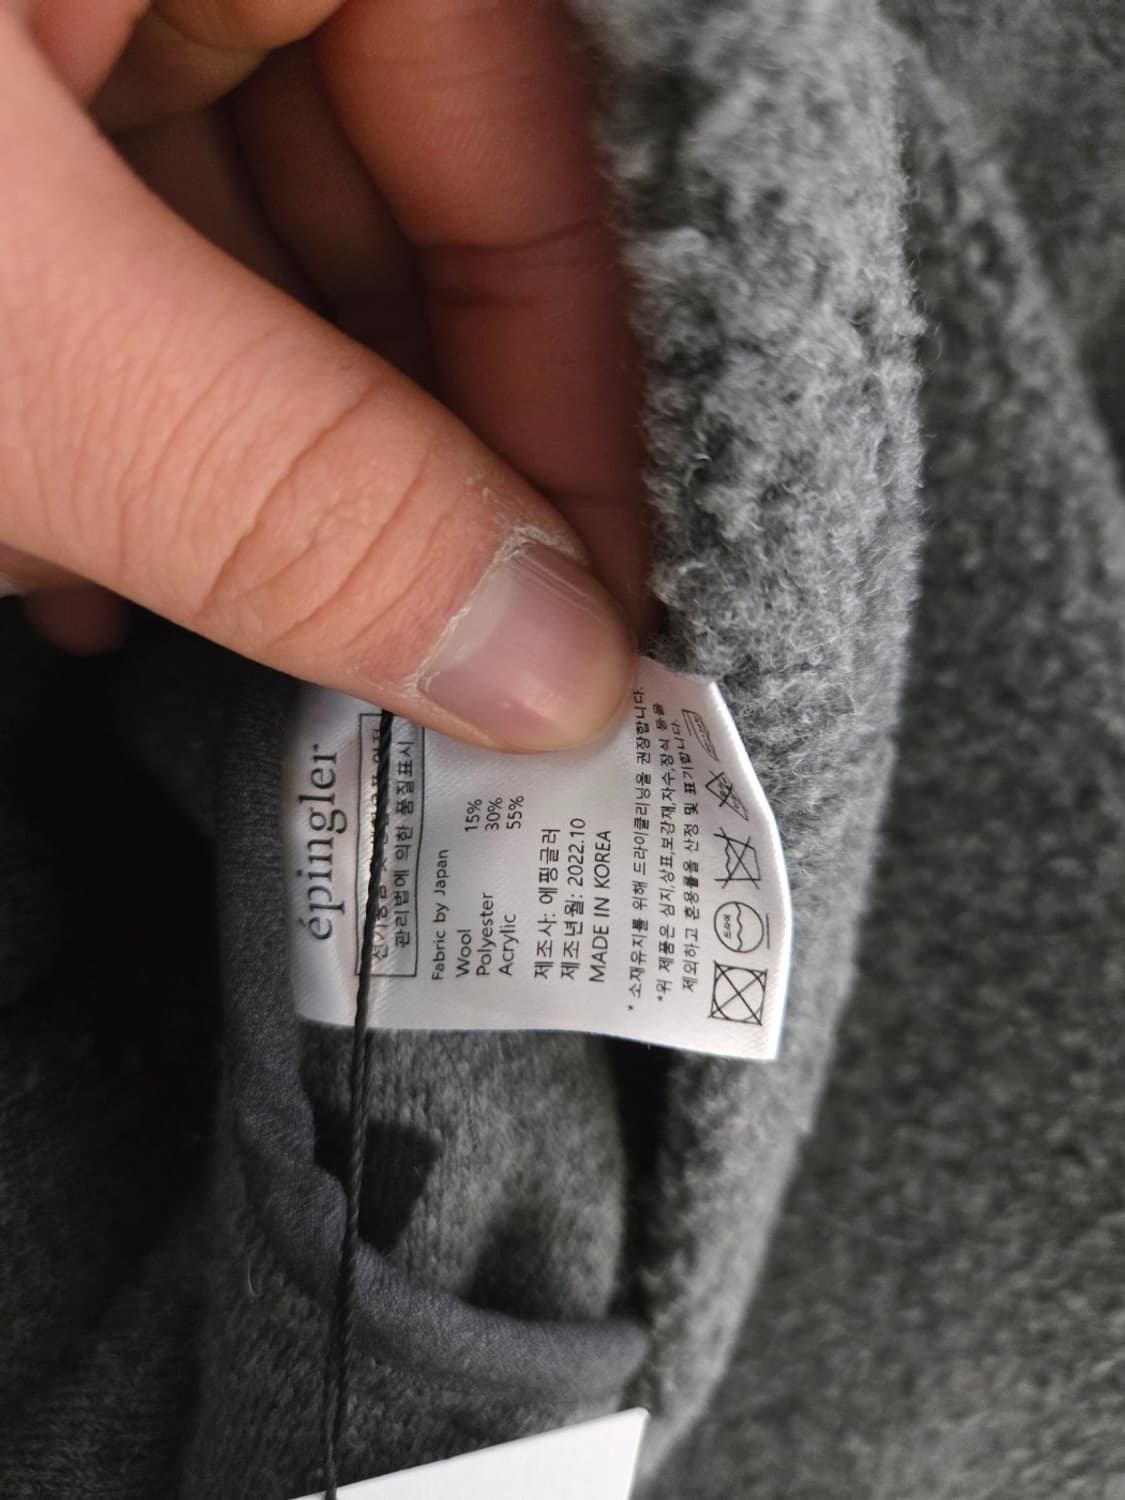 épingler
관리법에 의한 품질표시
Fabric by Japan
Wool 15%
Polyester 30%
Acrylic 55%
제조사: 에핑글러
제조년월: 2022.10
MADE IN KOREA
* 소재유지를 위해 드라이클리닝을 권장합니다.
*위 제품은 심지,상표,보강재,자수,장식 등을
제외하고 혼용률을 산정 및 표기합니다.
드라이